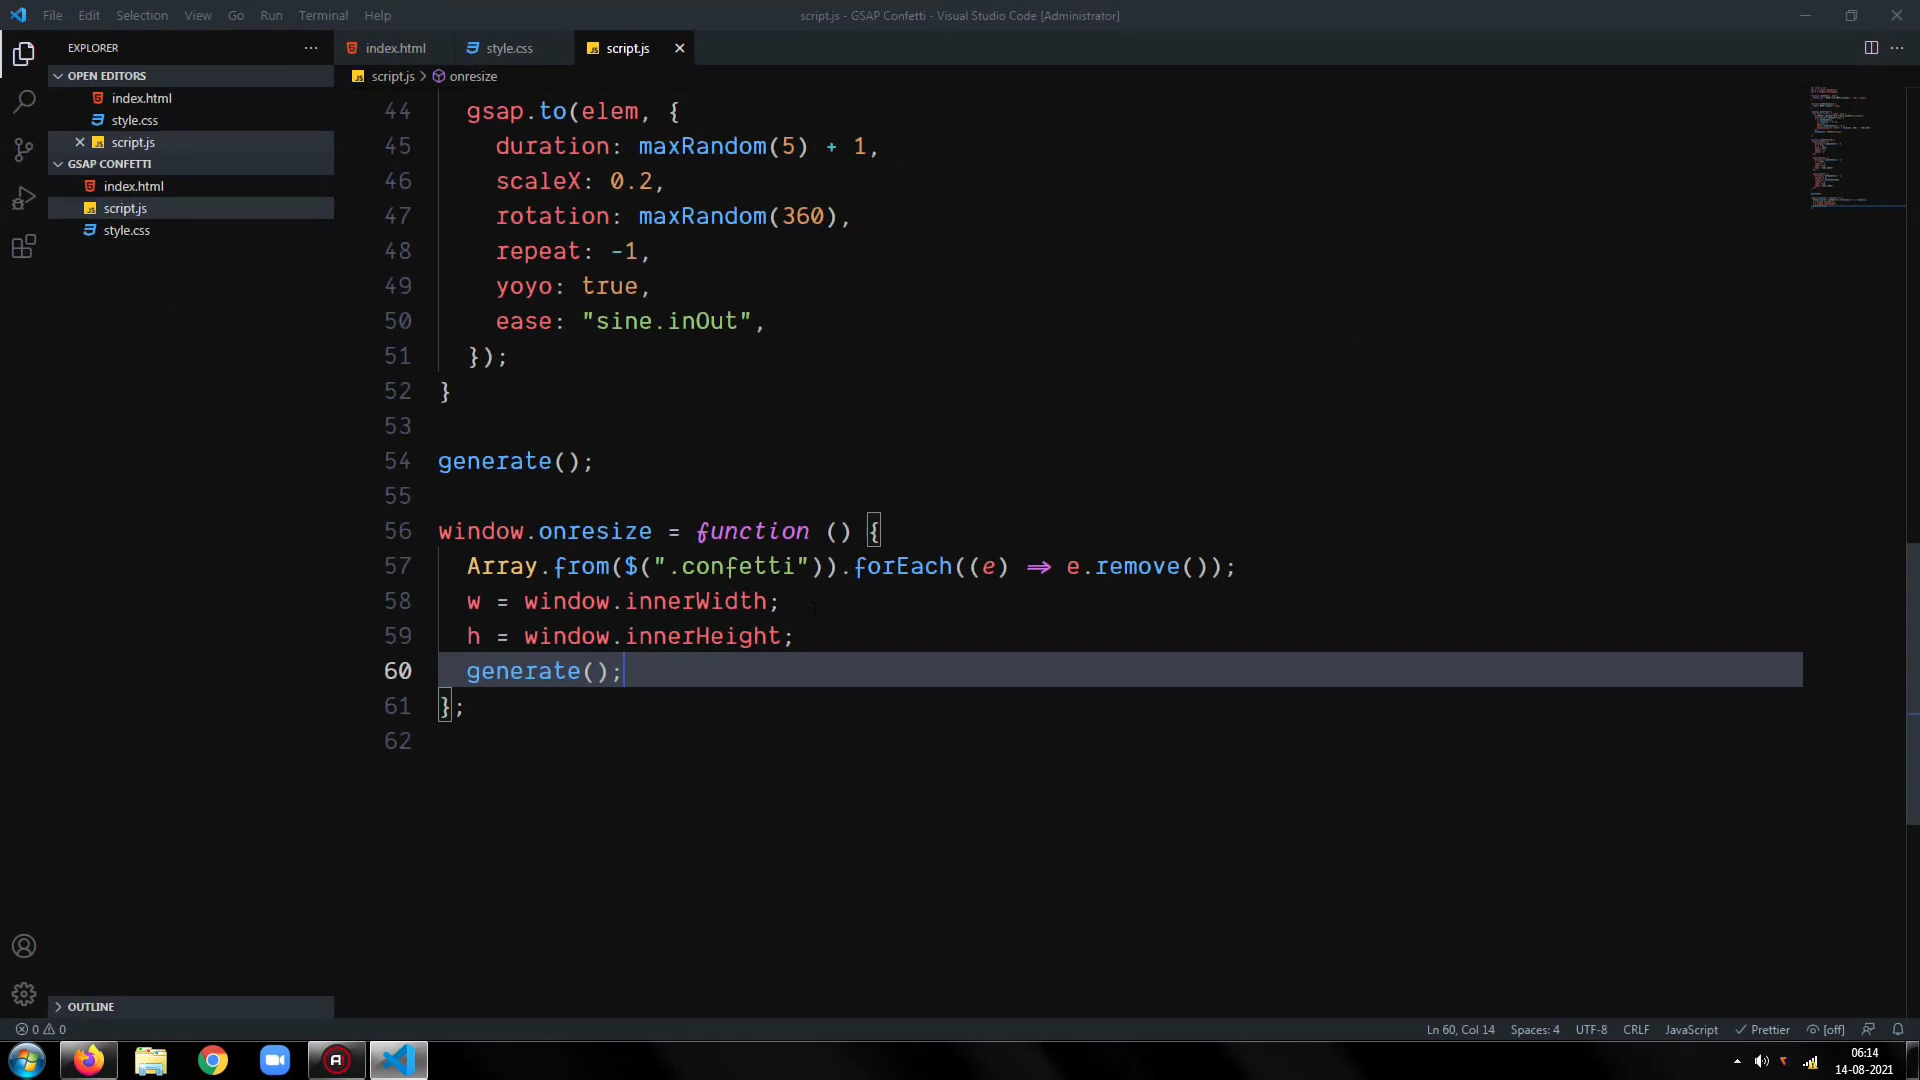 File Edit Selection View Go Run Terminal Help
script.js - GSAP Confetti - Visual Studio Code [Administrator]
EXPLORER
OPEN EDITORS
index.html
style.css
script.js
GSAP CONFETTI
index.html
script.js
style.css
OUTLINE
index.html style.css script.js
script.js > onresize
44 gsap.to(elem, {
45 duration: maxRandom(5) + 1,
46 scaleX: 0.2,
47 rotation: maxRandom(360),
48 repeat: -1,
49 yoyo: true,
50 ease: "sine.inOut",
51 });
52 }
53
54 generate();
55
56 window.onresize = function () {
57 Array.from($(".confetti")).forEach((e) => e.remove());
58 w = window.innerWidth;
59 h = window.innerHeight;
60 generate();
61 };
62
0 0
Ln 60, Col 14 Spaces: 4 UTF-8 CRLF JavaScript Prettier [off]
06:14
14-08-2021